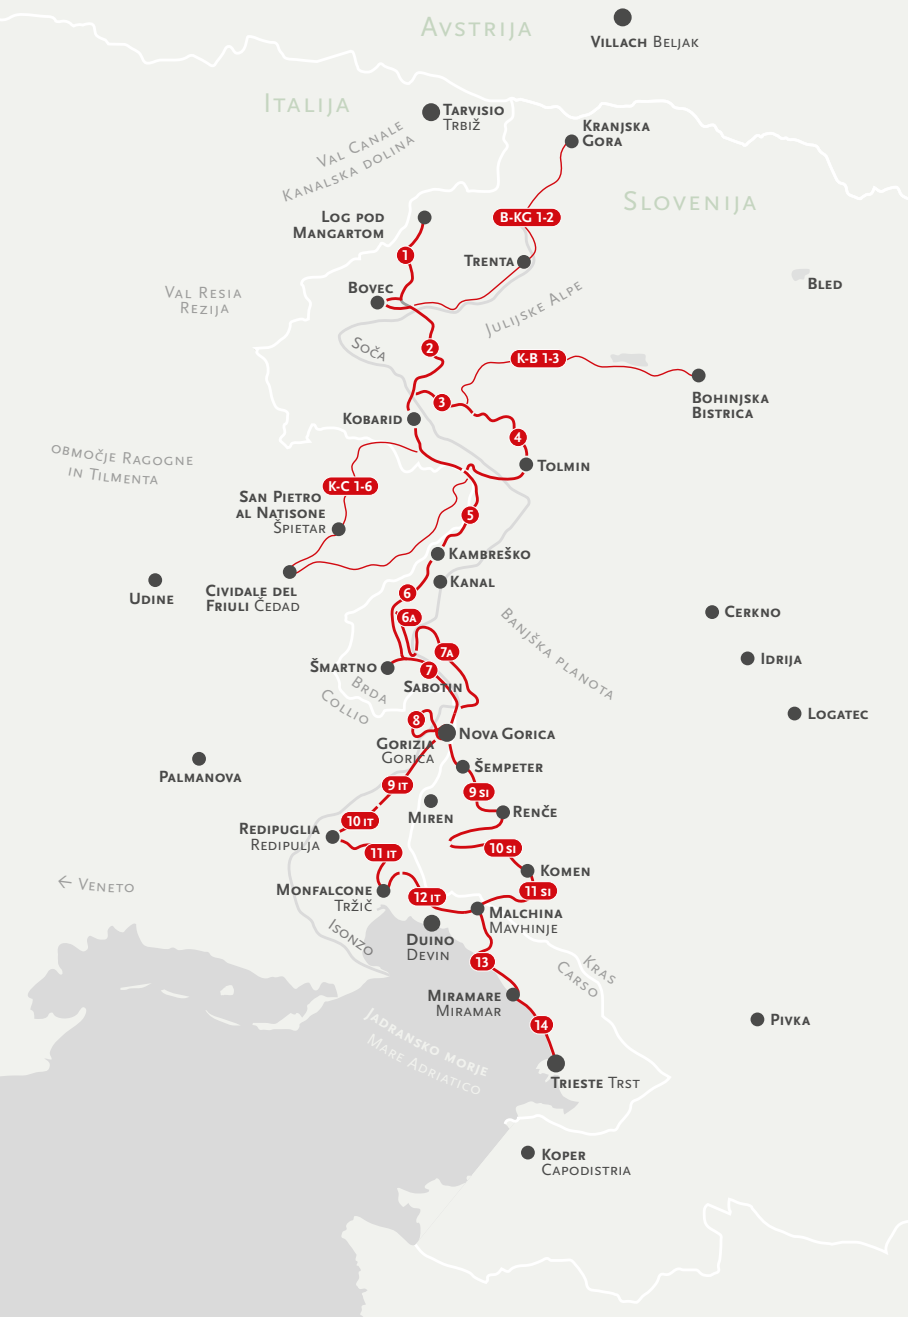 Avstrija
Villach Beljak
Italija
Tarvisio
Trbiž
Kranjska
Gora
Val Canale
Kanalska dolina
Slovenija
Log pod
Mangartom
B-KG 1-2
1
Trenta
Bovec
Bled
Val Resia
Rezija
Julijske Alpe
Soča
2
K-B 1-3
Bohinjska
Bistrica
3
Kobarid
4
Tolmin
območje Ragogne
in Tilmenta
K-C 1-6
San Pietro
al Natisone
Špietar
5
Kambreško
Kanal
Udine
Cividale del
Friuli Čedad
6
6A
Cerkno
Banjška planota
7A
Idrija
Šmartno
7
Sabotin
Brda
Collio
Logatec
8
Nova Gorica
Gorizia
Gorica
Palmanova
Šempeter
9 IT
9 SI
Miren
Renče
10 IT
Redipuglia
Redipulja
11 IT
10 SI
Komen
← Veneto
Monfalcone
Tržič
12 IT
11 SI
Malchina
Mavhinje
Isonzo
Duino
Devin
13
Kras
Carso
Miramare
Miramar
Jadransko morje
Mare Adriatico
14
Pivka
Trieste Trst
Koper
Capodistria